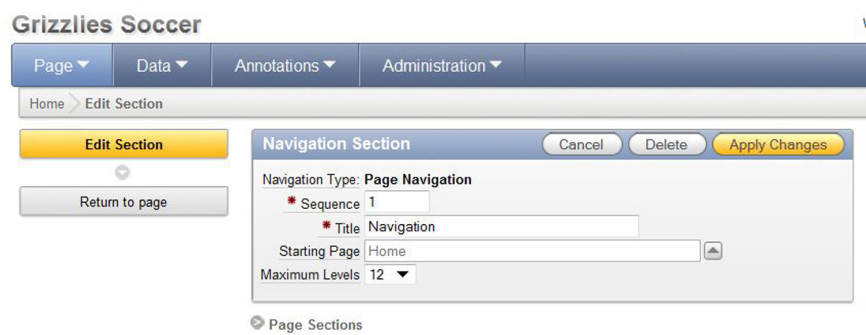 Grizzlies Soccer
Page Data Annotations Administration
Home Edit Section
Edit Section
Return to page
Navigation Section Cancel Delete Apply Changes
Navigation Type: Page Navigation
* Sequence 1
* Title Navigation
Starting Page Home
Maximum Levels 12
Page Sections